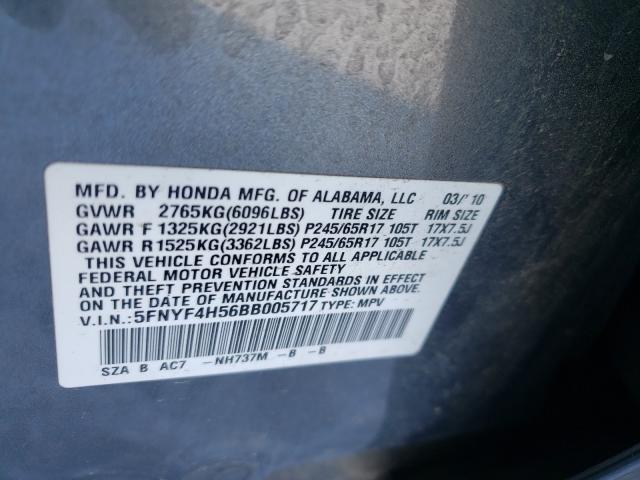 MFD. BY HONDA MFG. OF ALABAMA, LLC 03/'10
GVWR 2765KG(6096LBS) TIRE SIZE RIM SIZE
GAWR F 1325KG(2921LBS) P245/65R17 105T 17X7.5J
GAWR R 1525KG(3362LBS) P245/65R17 105T 17X7.5J
THIS VEHICLE CONFORMS TO ALL APPLICABLE
FEDERAL MOTOR VEHICLE SAFETY
AND THEFT PREVENTION STANDARDS IN EFFECT
ON THE DATE OF MANUFACTURE SHOWN ABOVE.
V.I.N.:5FNYF4H56BB005717 TYPE: MPV
SZA B AC7 -NH737M -B -B